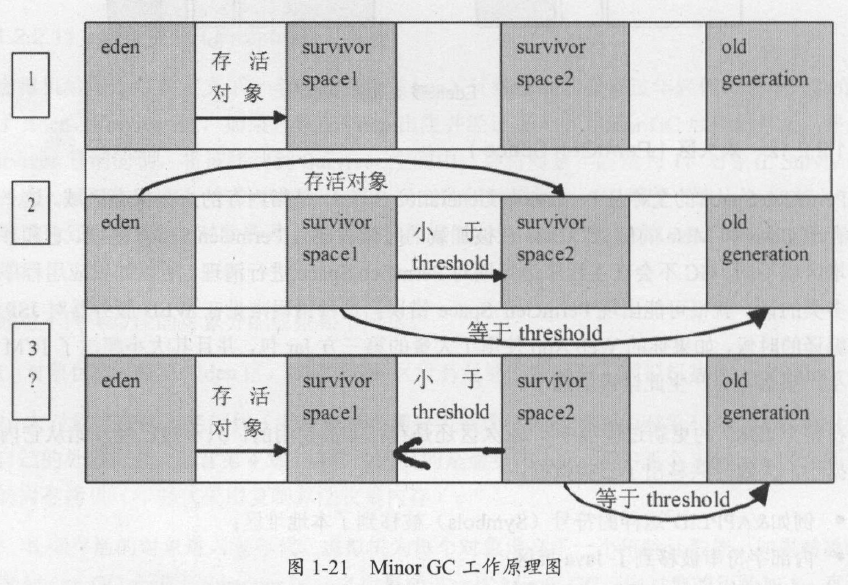 eden
存 活
对 象
survivor
space1
survivor
space2
old
generation
1
存活对象
2
eden
survivor
space1
小 于
threshold
survivor
space2
old
generation
等于 threshold
3
?
eden
存 活
对 象
survivor
space1
小 于
threshold
survivor
space2
old
generation
等于 threshold
图 1-21 Minor GC 工作原理图